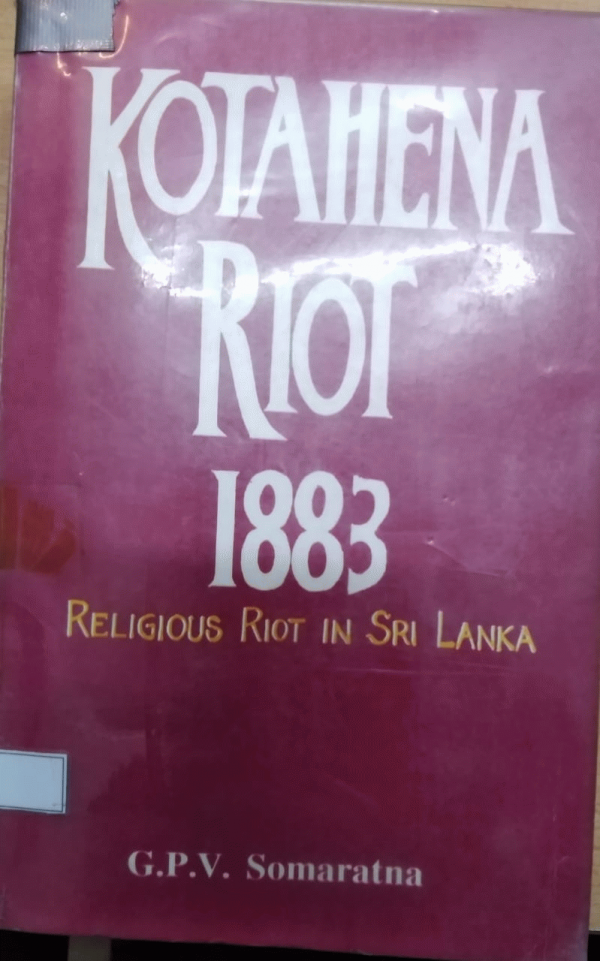 KOTAHENA
RIOT
1883
RELIGIOUS RIOT IN SRI LANKA
G.P.V. Somaratna